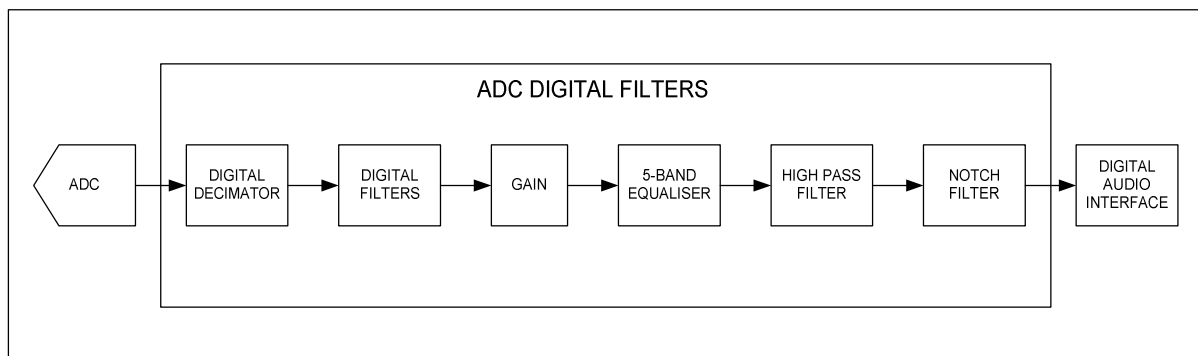 ADC DIGITAL FILTERS
ADC
DIGITAL
DECIMATOR
DIGITAL
FILTERS
GAIN
5-BAND
EQUALISER
HIGH PASS
FILTER
NOTCH
FILTER
DIGITAL
AUDIO
INTERFACE